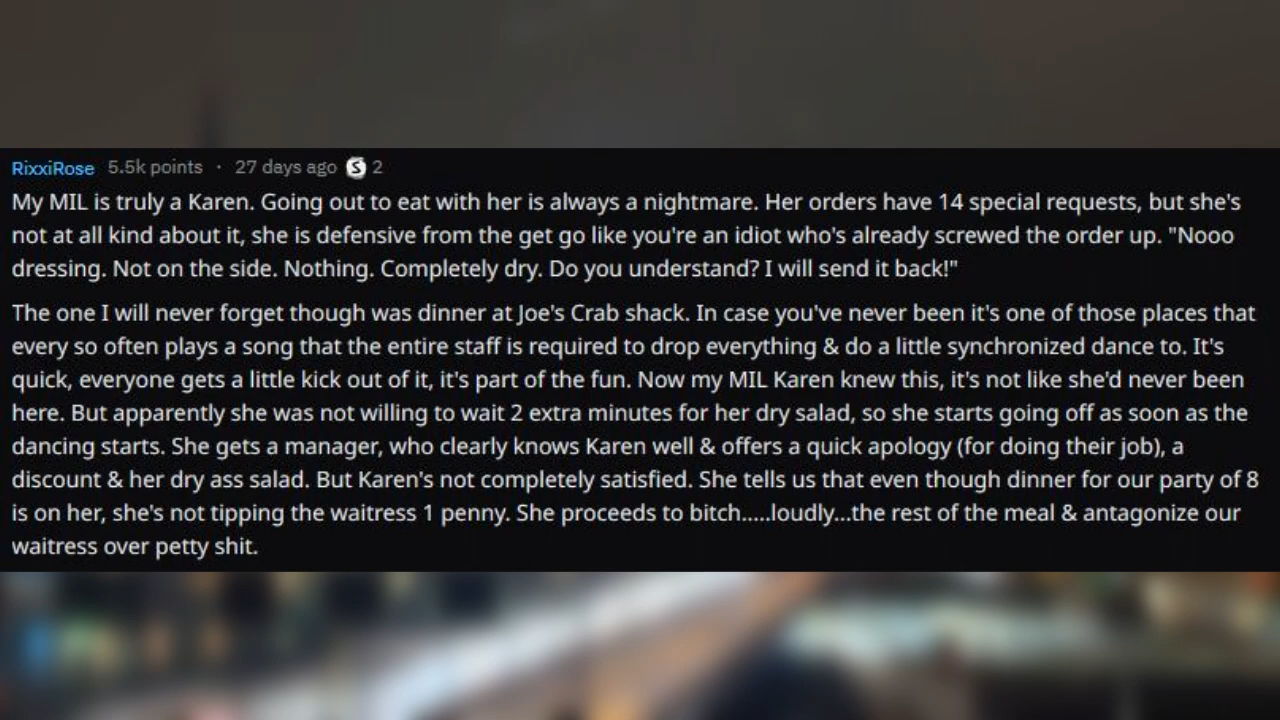 RixxiRose 5.5k points · 27 days ago S 2
My MIL is truly a Karen. Going out to eat with her is always a nightmare. Her orders have 14 special requests, but she's
not at all kind about it, she is defensive from the get go like you're an idiot who's already screwed the order up. "Nooo
dressing. Not on the side. Nothing. Completely dry. Do you understand? I will send it back!"
The one I will never forget though was dinner at Joe's Crab shack. In case you've never been it's one of those places that
every so often plays a song that the entire staff is required to drop everything & do a little synchronized dance to. It's
quick, everyone gets a little kick out of it, it's part of the fun. Now my MIL Karen knew this, it's not like she'd never been
here. But apparently she was not willing to wait 2 extra minutes for her dry salad, so she starts going off as soon as the
dancing starts. She gets a manager, who clearly knows Karen well & offers a quick apology (for doing their job), a
discount & her dry ass salad. But Karen's not completely satisfied. She tells us that even though dinner for our party of 8
is on her, she's not tipping the waitress 1 penny. She proceeds to bitch.....loudly...the rest of the meal & antagonize our
waitress over petty shit.